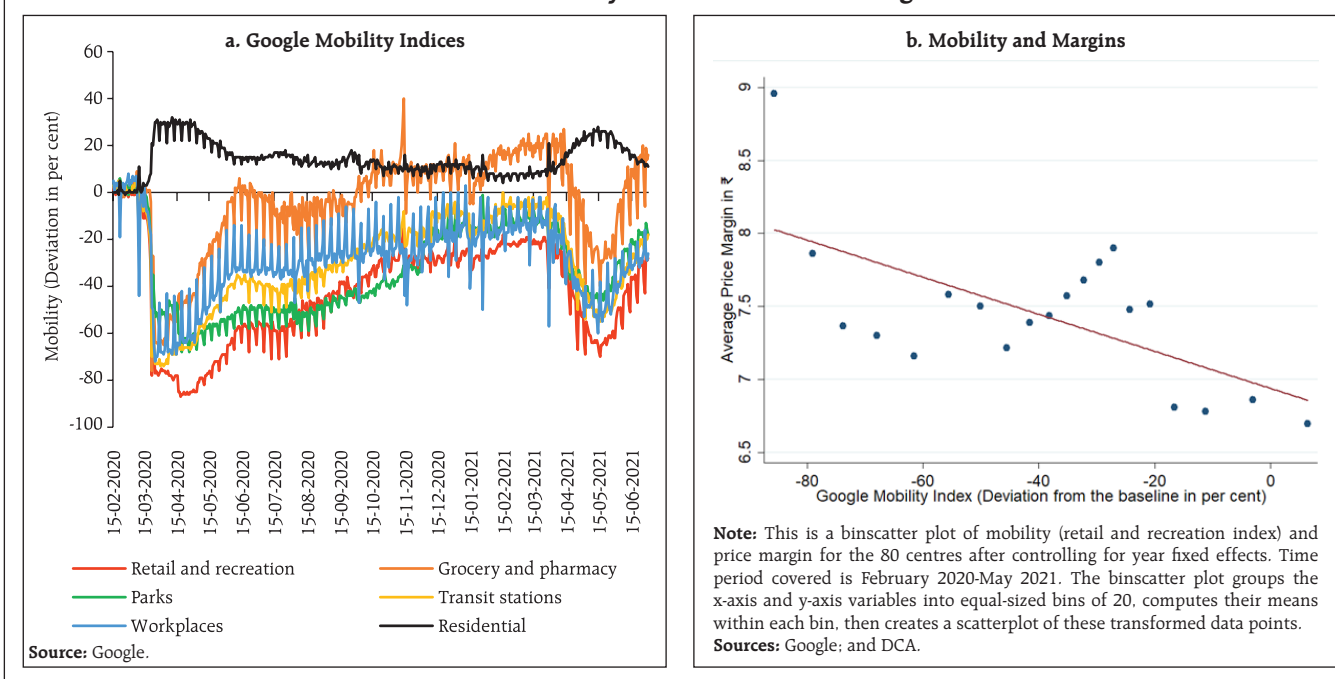 a. Google Mobility Indices
Mobility (Deviation in per cent)
60
40
20
0
-20
-40
-60
-80
-100
15-02-2020
15-03-2020
15-04-2020
15-05-2020
15-06-2020
15-07-2020
15-08-2020
15-09-2020
15-10-2020
15-11-2020
15-12-2020
15-01-2021
15-02-2021
15-03-2021
15-04-2021
15-05-2021
15-06-2021
Retail and recreation
Grocery and pharmacy
Parks
Transit stations
Workplaces
Residential
Source: Google.
b. Mobility and Margins
Average Price Margin in ₹
9
8.5
8
7.5
7
6.5
-80 -60 -40 -20 0
Google Mobility Index (Deviation from the baseline in per cent)
Note: This is a binscatter plot of mobility (retail and recreation index) and
price margin for the 80 centres after controlling for year fixed effects. Time
period covered is February 2020-May 2021. The binscatter plot groups the
x-axis and y-axis variables into equal-sized bins of 20, computes their means
within each bin, then creates a scatterplot of these transformed data points.
Sources: Google; and DCA.